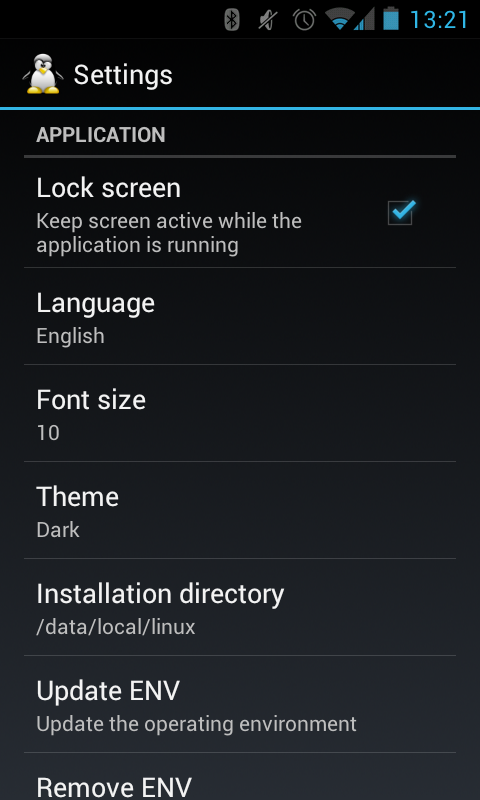 13:21
Settings
APPLICATION
Lock screen
Keep screen active while the
application is running
Language
English
Font size
10
Theme
Dark
Installation directory
/data/local/linux
Update ENV
Update the operating environment
Remove ENV